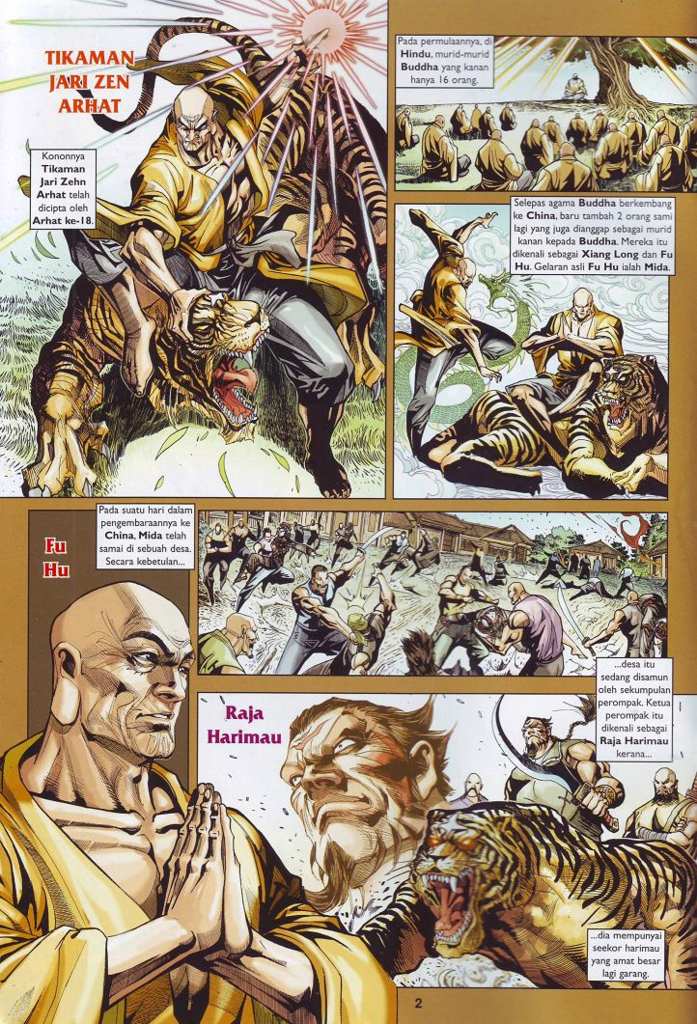 TIKAMAN
JARI ZEN
ARHAT
Kononnya
Tikaman
Jari Zehn
Arhat telah
dicipta oleh
Arhat ke-18.
Pada permulaannya, di
Hindu, murid-murid
Buddha yang kanan
hanya 16 orang.
Selepas agama Buddha berkembang
ke China, baru tambah 2 orang sami
lagi yang juga dianggap sebagai murid
kanan kepada Buddha. Mereka itu
dikenali sebagai Xiang Long dan Fu
Hu. Gelaran asli Fu Hu ialah Mida.
Pada suatu hari dalam
pengembaraannya ke
China, Mida telah
samai di sebuah desa.
Secara kebetulan...
Fu
Hu
...desa itu
sedang disamun
oleh sekumpulan
perompak. Ketua
perompak itu
dikenali sebagai
Raja Harimau
kerana...
Raja
Harimau
...dia mempunyai
seekor harimau
yang amat besar
lagi garang.
2